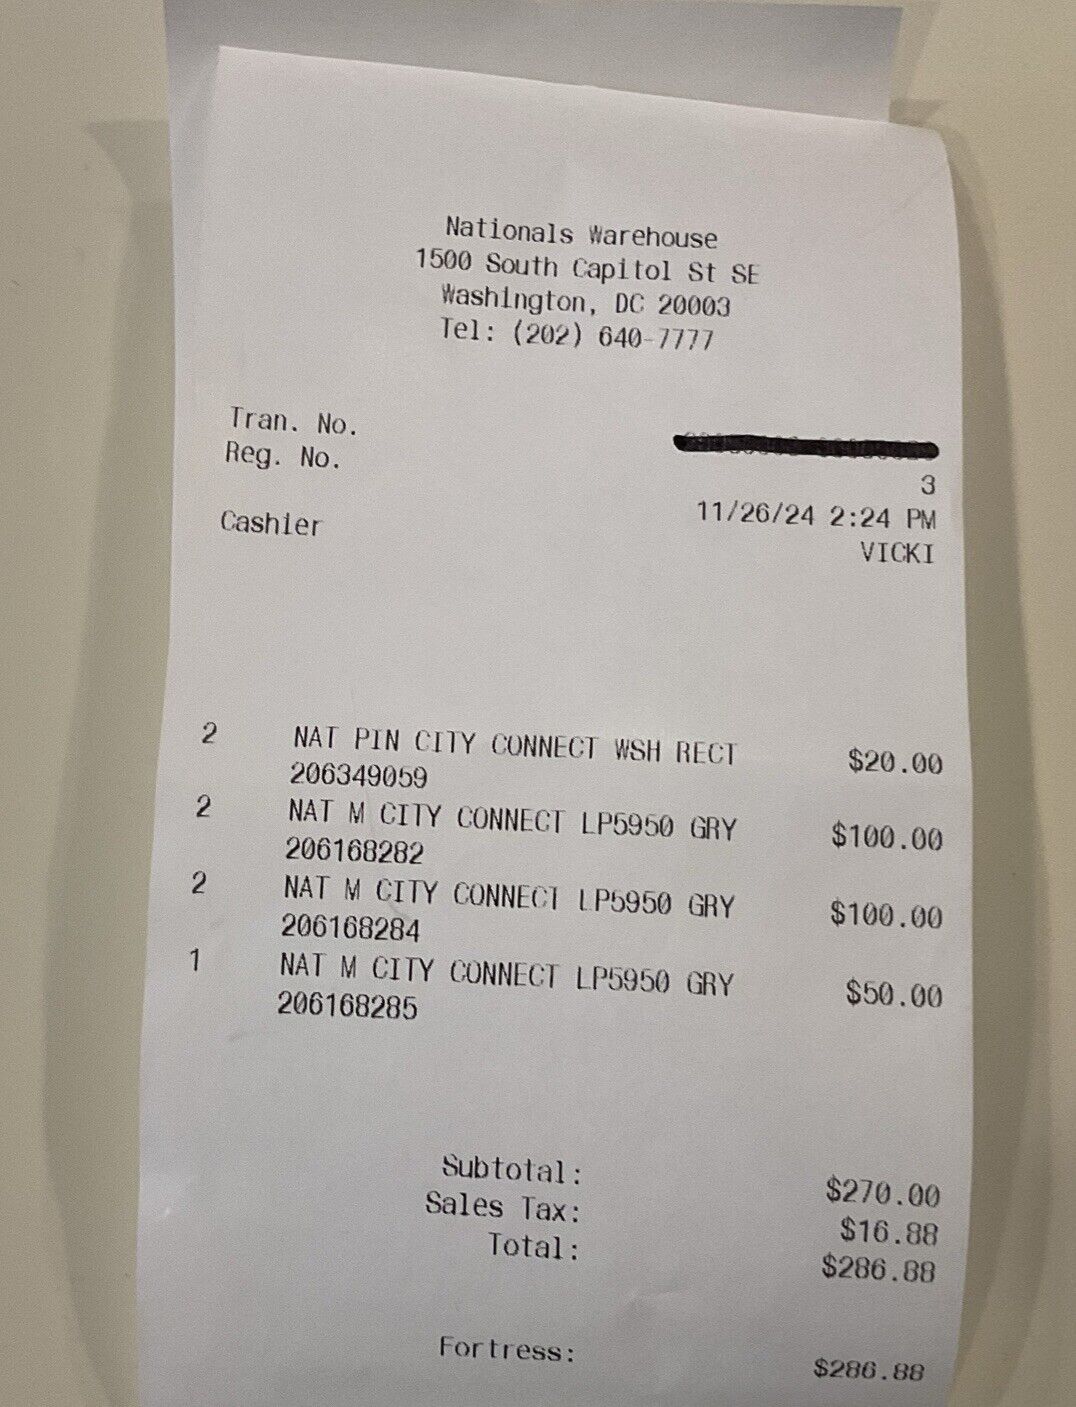 Nationals Warehouse
1500 South Capitol St SE
Washington, DC 20003
Tel: (202) 640-7777
Tran. No.
Reg. No. 3
11/26/24 2:24 PM
Cashier VICKI
2 NAT PIN CITY CONNECT WSH RECT $20.00
206349059
2 NAT M CITY CONNECT LP5950 GRY $100.00
206168282
2 NAT M CITY CONNECT LP5950 GRY $100.00
206168284
1 NAT M CITY CONNECT LP5950 GRY $50.00
206168285
Subtotal: $270.00
Sales Tax: $16.88
Total: $286.88
Fortress: $286.88